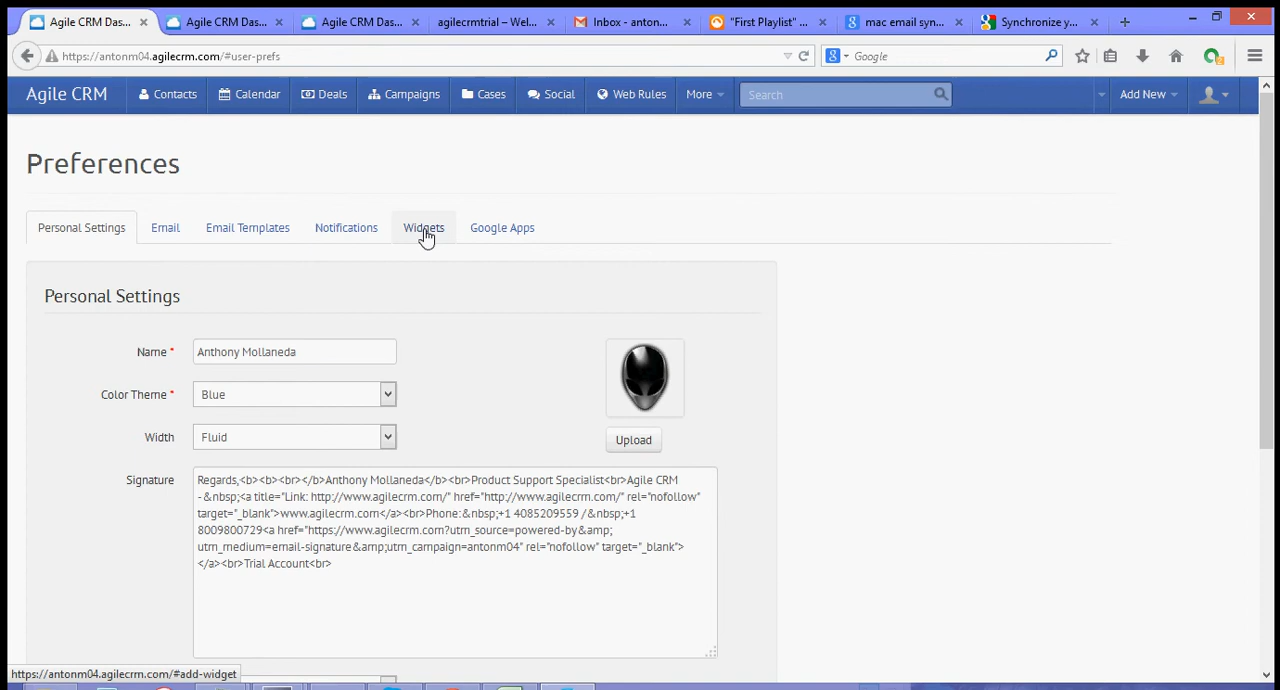 Agile CRM Das...
Agile CRM Das...
Agile CRM Das...
agilecrmtrial – Wel...
Inbox - anton...
"First Playlist" ...
mac email syn...
Synchronize y...
https://antonm04.agilecrm.com/#user-prefs
Google
Agile CRM
Contacts
Calendar
Deals
Campaigns
Cases
Social
Web Rules
More
Search
Add New
Preferences
Personal Settings
Email
Email Templates
Notifications
Widgets
Google Apps
Personal Settings
Name *
Anthony Mollaneda
Color Theme *
Blue
Upload
Width
Fluid
Signature
Regards,<b><b><br></b>Anthony Mollaneda</b><br>Product Support Specialist<br>Agile CRM
-&nbsp;<a title="Link: http://www.agilecrm.com/" href="http://www.agilecrm.com/" rel="nofollow"
target="_blank">www.agilecrm.com</a><br>Phone:&nbsp;+1 4085209559 /&nbsp;+1
8009800729<a href="https://www.agilecrm.com?utm_source=powered-by&amp;
utm_medium=email-signature&amp;utm_campaign=antonm04" rel="nofollow" target="_blank">
</a><br>Trial Account<br>
https://antonm04.agilecrm.com/#add-widget